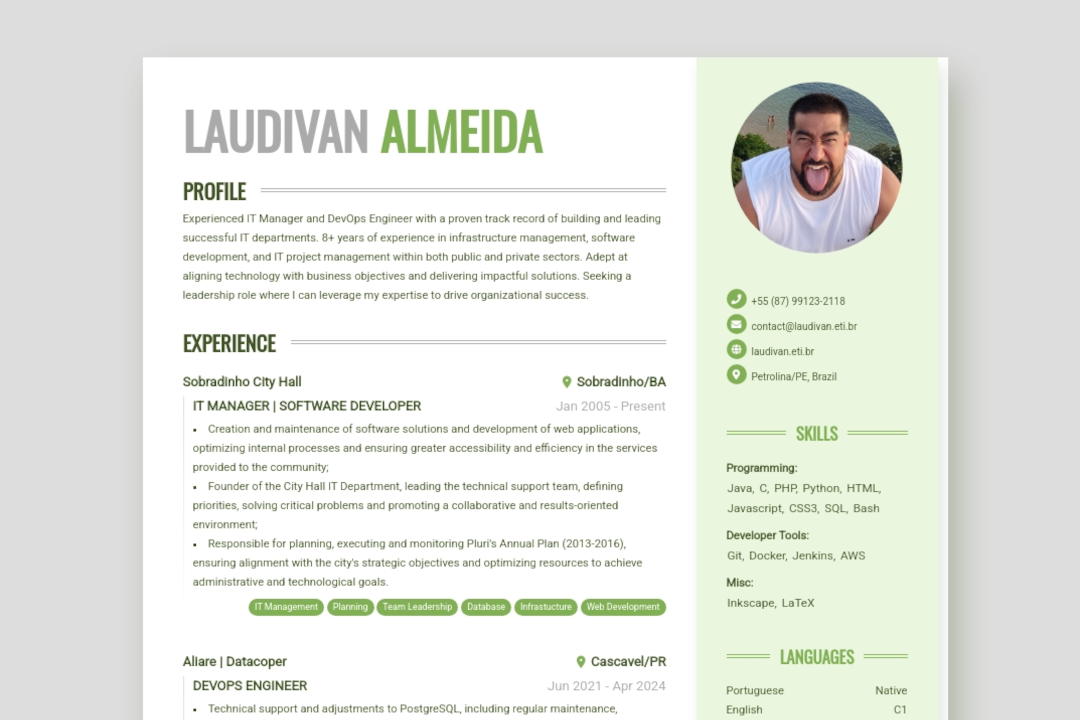 LAUDIVAN ALMEIDA
PROFILE
Experienced IT Manager and DevOps Engineer with a proven track record of building and leading
successful IT departments. 8+ years of experience in infrastructure management, software
development, and IT project management within both public and private sectors. Adept at
aligning technology with business objectives and delivering impactful solutions. Seeking a
leadership role where I can leverage my expertise to drive organizational success.
EXPERIENCE
Sobradinho City Hall Sobradinho/BA
IT MANAGER | SOFTWARE DEVELOPER Jan 2005 - Present
• Creation and maintenance of software solutions and development of web applications,
optimizing internal processes and ensuring greater accessibility and efficiency in the services
provided to the community;
• Founder of the City Hall IT Department, leading the technical support team, defining
priorities, solving critical problems and promoting a collaborative and results-oriented
environment;
• Responsible for planning, executing and monitoring Pluri's Annual Plan (2013-2016),
ensuring alignment with the city's strategic objectives and optimizing resources to achieve
administrative and technological goals.
IT Management Planning Team Leadership Database Infrastucture Web Development
Aliare | Datacoper Cascavel/PR
DEVOPS ENGINEER Jun 2021 - Apr 2024
• Technical support and adjustments to PostgreSQL, including regular maintenance,
+55 (87) 99123-2118
contact@laudivan.eti.br
laudivan.eti.br
Petrolina/PE, Brazil
SKILLS
Programming:
Java, C, PHP, Python, HTML,
Javascript, CSS3, SQL, Bash
Developer Tools:
Git, Docker, Jenkins, AWS
Misc:
Inkscape, LaTeX
LANGUAGES
Portuguese Native
English C1